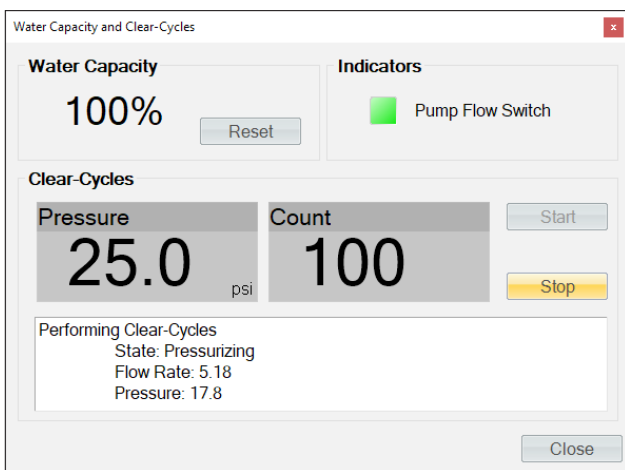 Water Capacity and Clear-Cycles
x
Water Capacity
100%
Reset
Indicators
Pump Flow Switch
Clear-Cycles
Pressure
25.0
psi
Count
100
Start
Stop
Performing Clear-Cycles
State: Pressurizing
Flow Rate: 5.18
Pressure: 17.8
Close